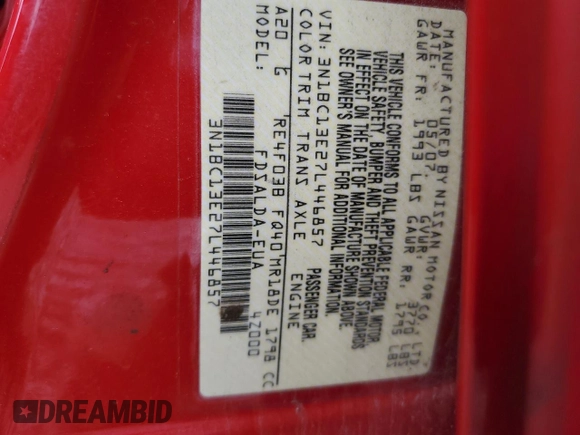 MANUFACTURED BY NISSAN MOTOR CO., LTD.
DATE: 05/07. GVWR: 3770 LBS
GAWR FR: 1993 LBS GAWR RR: 1795 LBS
THIS VEHICLE CONFORMS TO ALL APPLICABLE FEDERAL MOTOR
VEHICLE SAFETY, BUMPER AND THEFT PREVENTION STANDARDS
IN EFFECT ON THE DATE OF MANUFACTURE SHOWN ABOVE.
SEE OWNER'S MANUAL FOR ADDITIONAL INFORMATION.
VIN: 3N1BC13E27L446857 PASSENGER CAR
COLOR TRIM TRANS AXLE ENGINE
A20 G 'RE4F03B FQ40'MR18DE 1798 CC
FDSALDA-EUA 4Z000
3N1BC13E27L446857
DREAMBID